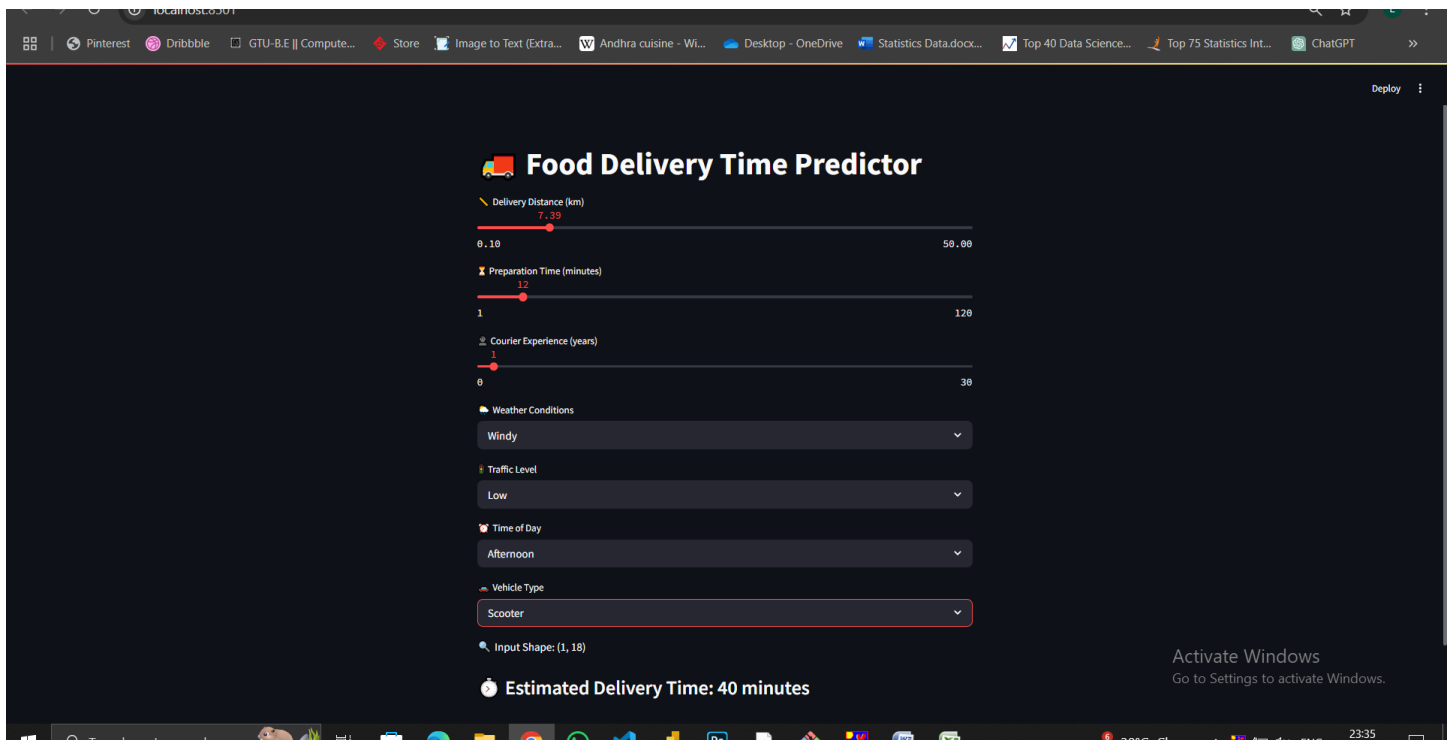 localhost:8501
Pinterest Dribbble GTU-B.E || Compute... Store Image to Text (Extra... Andhra cuisine - Wi... Desktop - OneDrive Statistics Data.docx... Top 40 Data Science... Top 75 Statistics Int... ChatGPT »
Deploy
Food Delivery Time Predictor
Delivery Distance (km)
7.39
0.10 50.00
Preparation Time (minutes)
12
1 120
Courier Experience (years)
1
0 30
Weather Conditions
Windy
Traffic Level
Low
Time of Day
Afternoon
Vehicle Type
Scooter
Input Shape: (1, 18)
Estimated Delivery Time: 40 minutes
Activate Windows
Go to Settings to activate Windows.
23:35